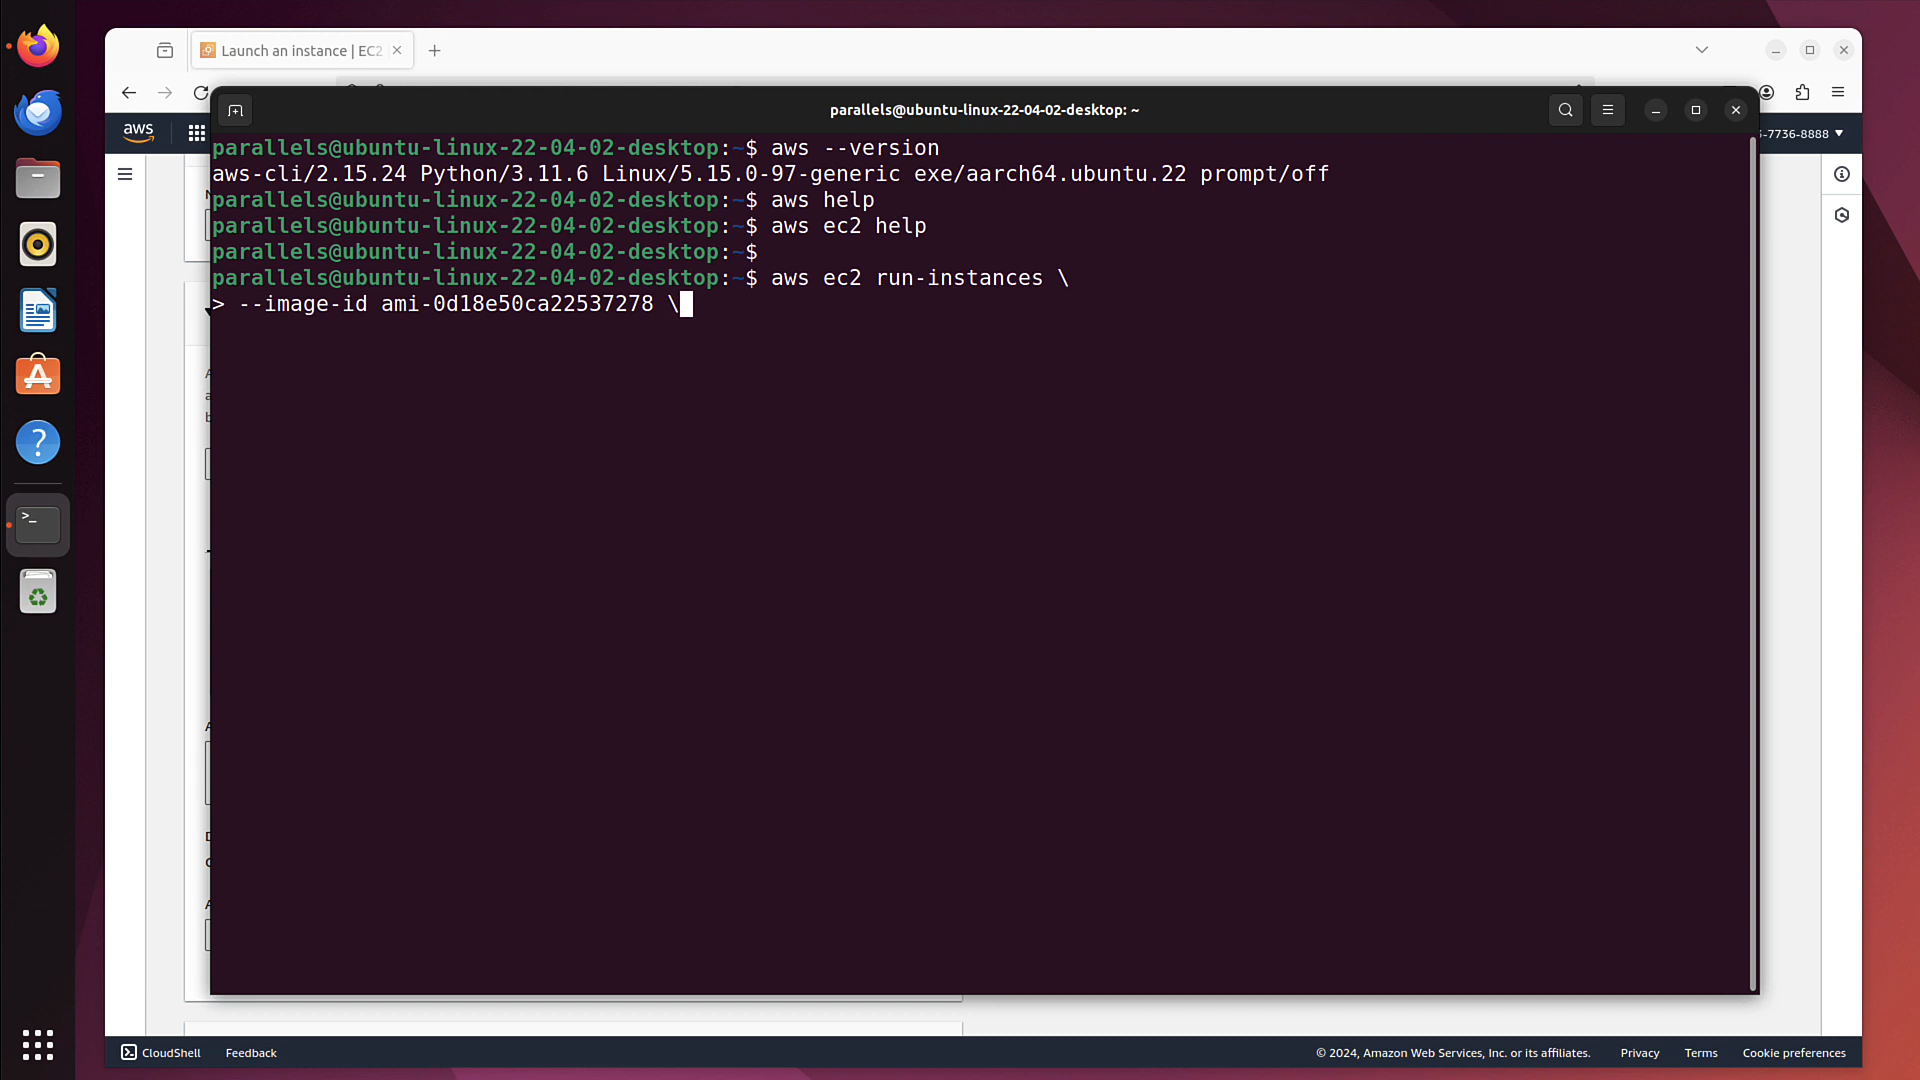 Launch an instance | EC2
parallels@ubuntu-linux-22-04-02-desktop: ~
aws
-7736-8888
parallels@ubuntu-linux-22-04-02-desktop:~$ aws --version
aws-cli/2.15.24 Python/3.11.6 Linux/5.15.0-97-generic exe/aarch64.ubuntu.22 prompt/off
parallels@ubuntu-linux-22-04-02-desktop:~$ aws help
parallels@ubuntu-linux-22-04-02-desktop:~$ aws ec2 help
parallels@ubuntu-linux-22-04-02-desktop:~$
parallels@ubuntu-linux-22-04-02-desktop:~$ aws ec2 run-instances \
> --image-id ami-0d18e50ca22537278 \
CloudShell Feedback © 2024, Amazon Web Services, Inc. or its affiliates. Privacy Terms Cookie preferences